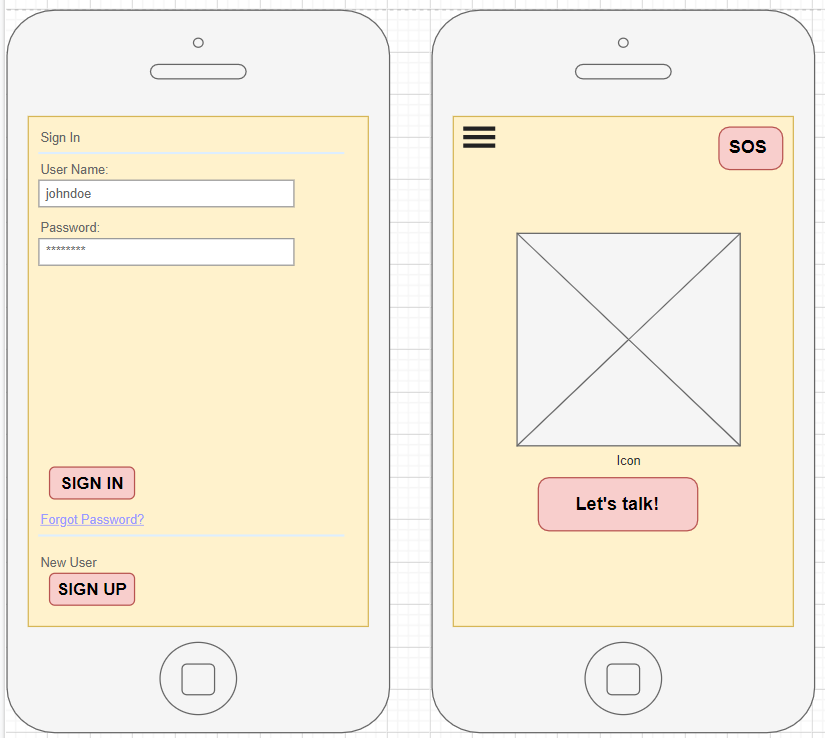 Sign In
User Name:
johndoe
Password:
********
SIGN IN
Forgot Password?
New User
SIGN UP
SOS
Icon
Let's talk!